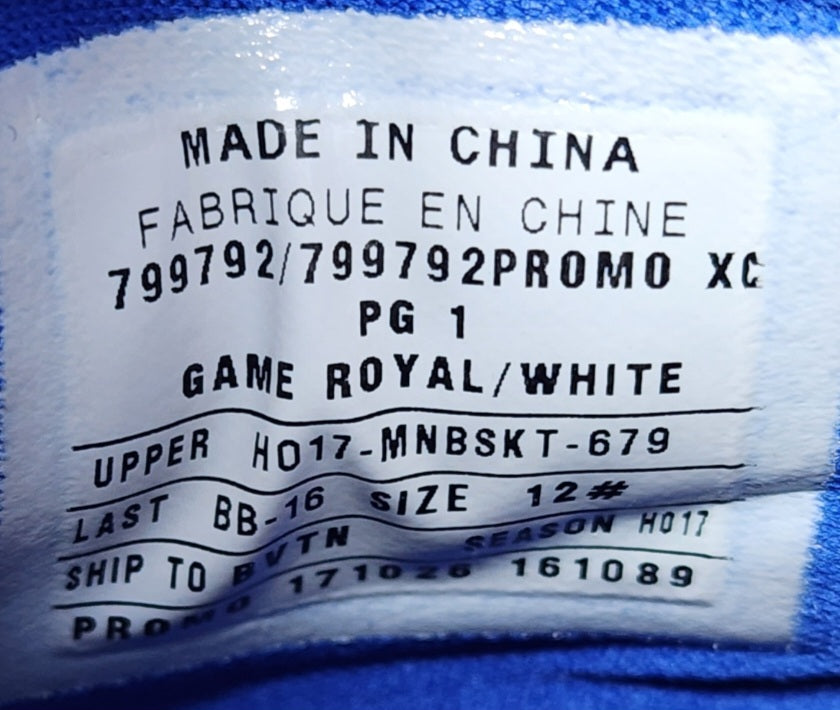 MADE IN CHINA
FABRIQUE EN CHINE
799792/799792PROMO XC
PG 1
GAME ROYAL/WHITE
UPPER HO17-MNBSKT-679
LAST BB-16 SIZE 12#
SHIP TO BVTN SEASON HO17
PROMO 171026 161089